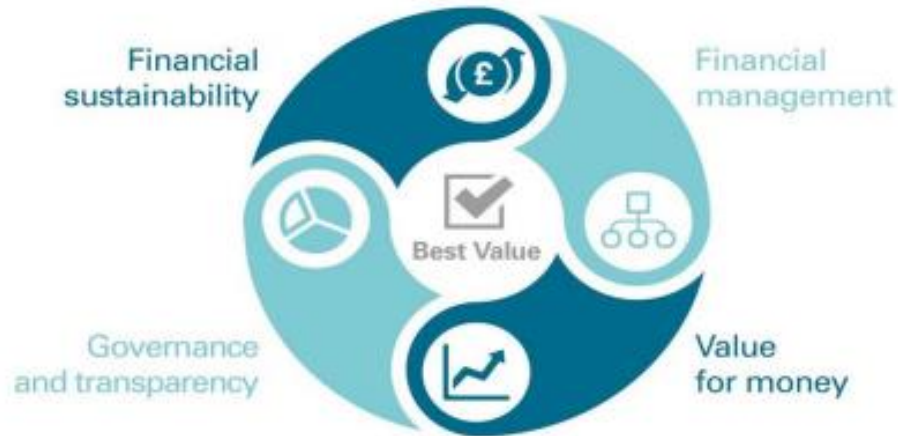 Financial
sustainability
Financial
management
£
Best Value
Governance
and transparency
Value
for money